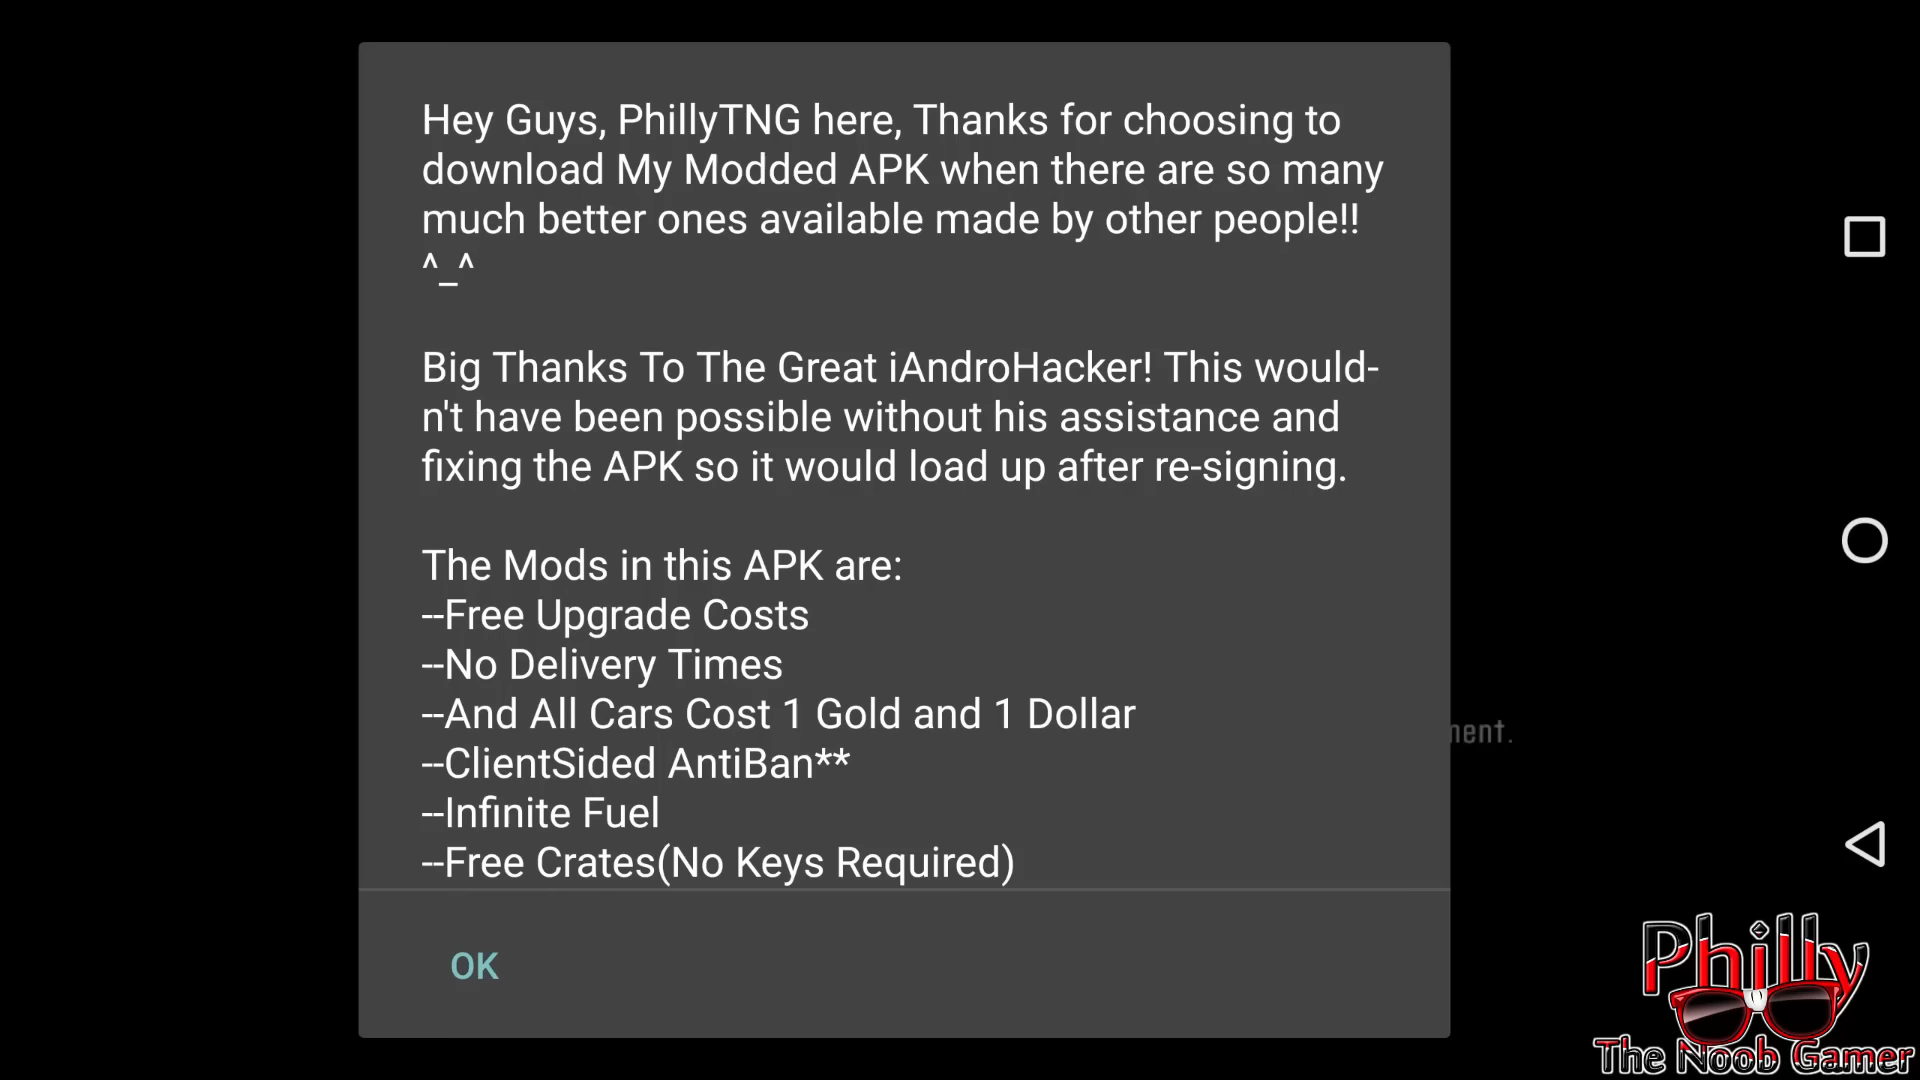 Hey Guys, PhillyTNG here, Thanks for choosing to
download My Modded APK when there are so many
much better ones available made by other people!!
^_^
Big Thanks To The Great iAndroHacker! This would-
n't have been possible without his assistance and
fixing the APK so it would load up after re-signing.
The Mods in this APK are:
--Free Upgrade Costs
--No Delivery Times
--And All Cars Cost 1 Gold and 1 Dollar
--ClientSided AntiBan**
--Infinite Fuel
--Free Crates(No Keys Required)
OK
Philly
The Noob Gamer